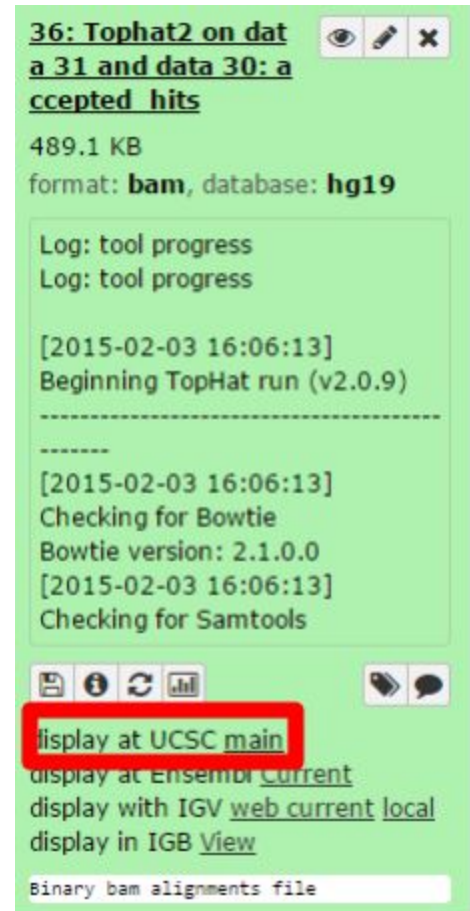 36: Tophat2 on dat
a 31 and data 30: a
ccepted_hits
489.1 KB
format: bam, database: hg19
Log: tool progress
Log: tool progress
[2015-02-03 16:06:13]
Beginning TopHat run (v2.0.9)
-----------------------------------------
-------
[2015-02-03 16:06:13]
Checking for Bowtie
Bowtie version: 2.1.0.0
[2015-02-03 16:06:13]
Checking for Samtools
display at UCSC main
display at Ensembl Current
display with IGV web current local
display in IGB View
Binary bam alignments file